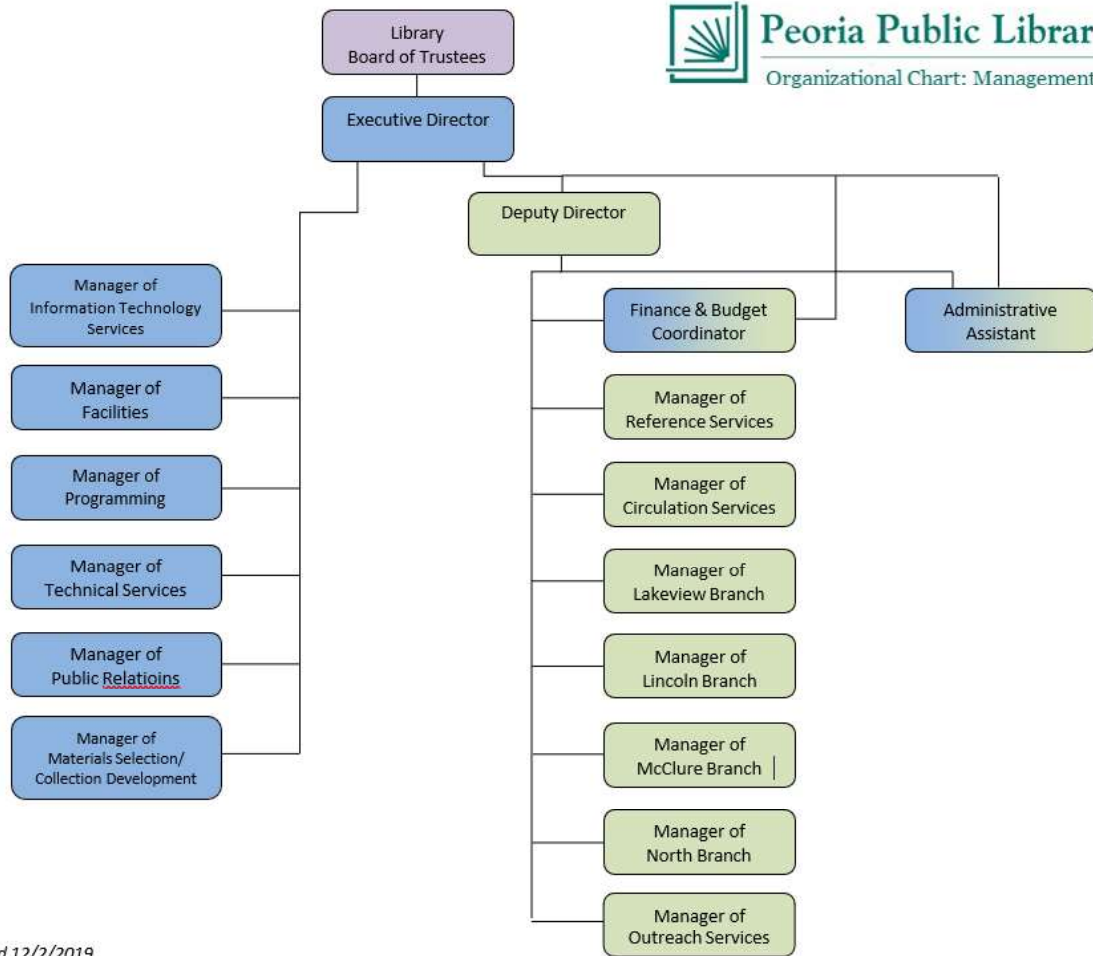 Library
Board of Trustees
Peoria Public Librar
Organizational Chart: Management
Executive Director
Deputy Director
Manager of
Information Technology
Services
Finance & Budget
Coordinator
Administrative
Assistant
Manager of
Facilities
Manager of
Reference Services
Manager of
Programming
Manager of
Circulation Services
Manager of
Technical Services
Manager of
Lakeview Branch
Manager of
Public Relatioins
Manager of
Lincoln Branch
Manager of
Materials Selection/
Collection Development
Manager of
McClure Branch
Manager of
North Branch
Manager of
Outreach Services
d 12/2/2019